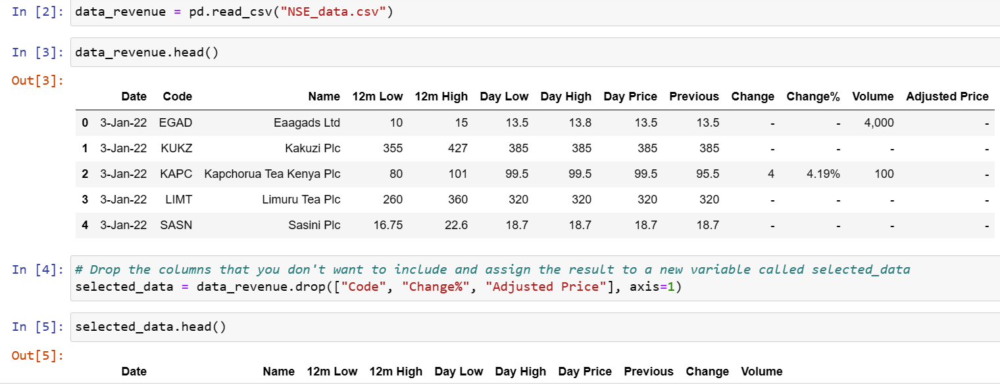 In [2]: data_revenue = pd.read_csv("NSE_data.csv")
In [3]: data_revenue.head()
Out[3]:
Date Code Name 12m Low 12m High Day Low Day High Day Price Previous Change Change% Volume Adjusted Price
0 3-Jan-22 EGAD Eaagads Ltd 10 15 13.5 13.8 13.5 13.5 - - 4,000 -
1 3-Jan-22 KUKZ Kakuzi Plc 355 427 385 385 385 385 - - - -
2 3-Jan-22 KAPC Kapchorua Tea Kenya Plc 80 101 99.5 99.5 99.5 95.5 4 4.19% 100 -
3 3-Jan-22 LIMT Limuru Tea Plc 260 360 320 320 320 320 - - - -
4 3-Jan-22 SASN Sasini Plc 16.75 22.6 18.7 18.7 18.7 18.7 - - - -
In [4]: # Drop the columns that you don't want to include and assign the result to a new variable called selected_data
selected_data = data_revenue.drop(["Code", "Change%", "Adjusted Price"], axis=1)
In [5]: selected_data.head()
Out[5]:
Date Name 12m Low 12m High Day Low Day High Day Price Previous Change Volume